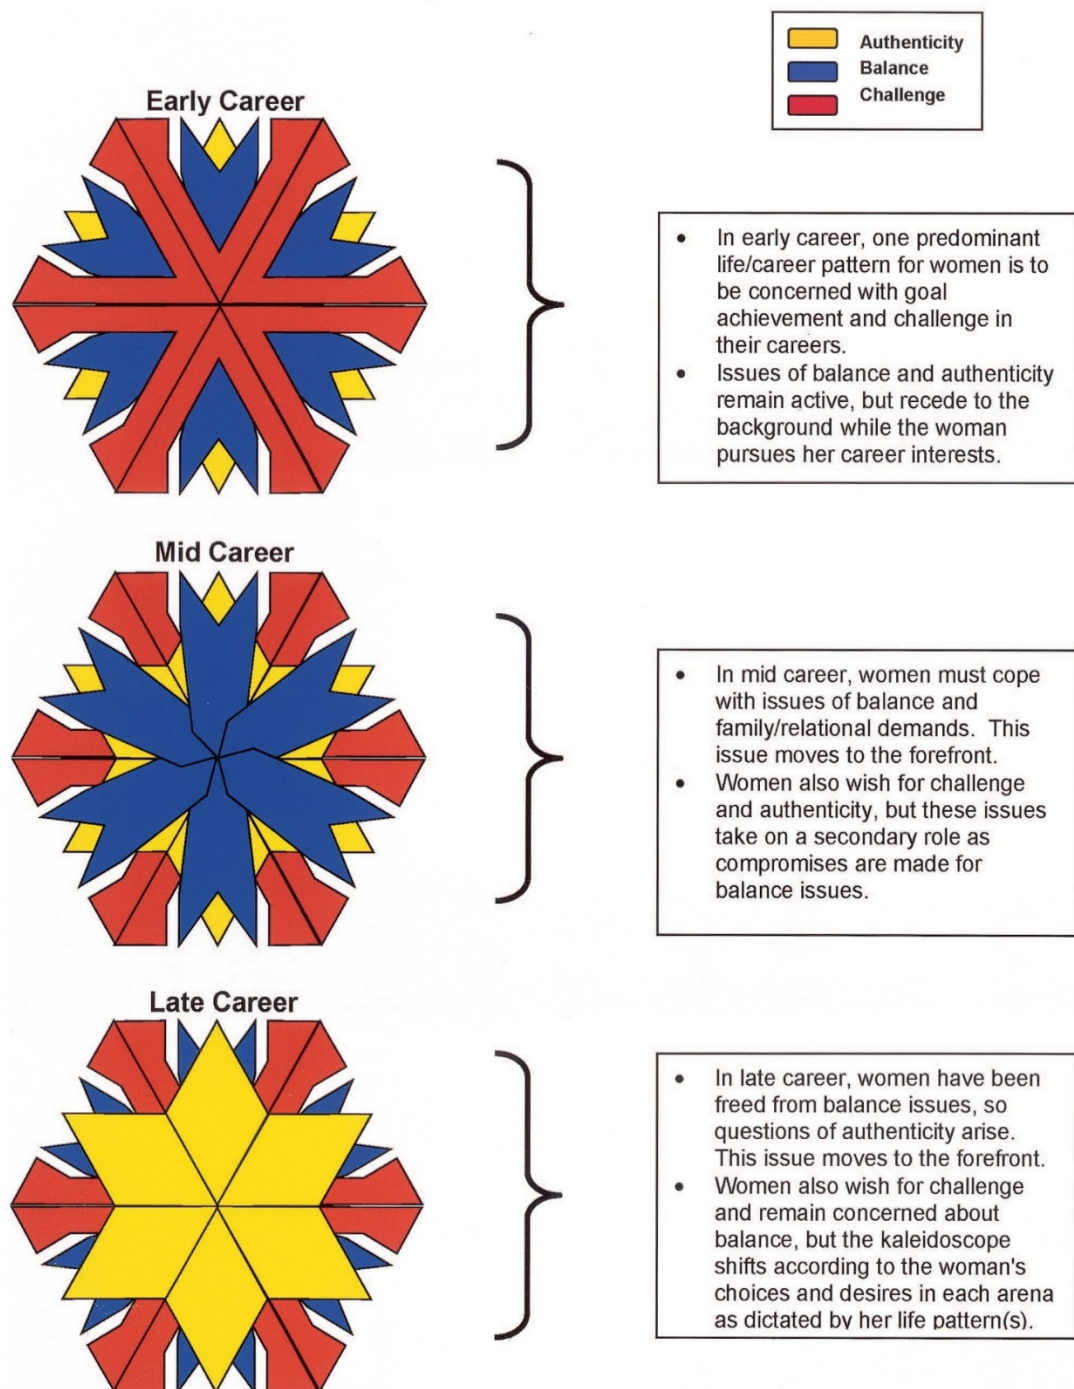 Authenticity
Balance
Challenge
Early Career
• In early career, one predominant
life/career pattern for women is to
be concerned with goal
achievement and challenge in
their careers.
• Issues of balance and authenticity
remain active, but recede to the
background while the woman
pursues her career interests.
Mid Career
• In mid career, women must cope
with issues of balance and
family/relational demands. This
issue moves to the forefront.
• Women also wish for challenge
and authenticity, but these issues
take on a secondary role as
compromises are made for
balance issues.
Late Career
• In late career, women have been
freed from balance issues, so
questions of authenticity arise.
This issue moves to the forefront.
• Women also wish for challenge
and remain concerned about
balance, but the kaleidoscope
shifts according to the woman's
choices and desires in each arena
as dictated by her life pattern(s).